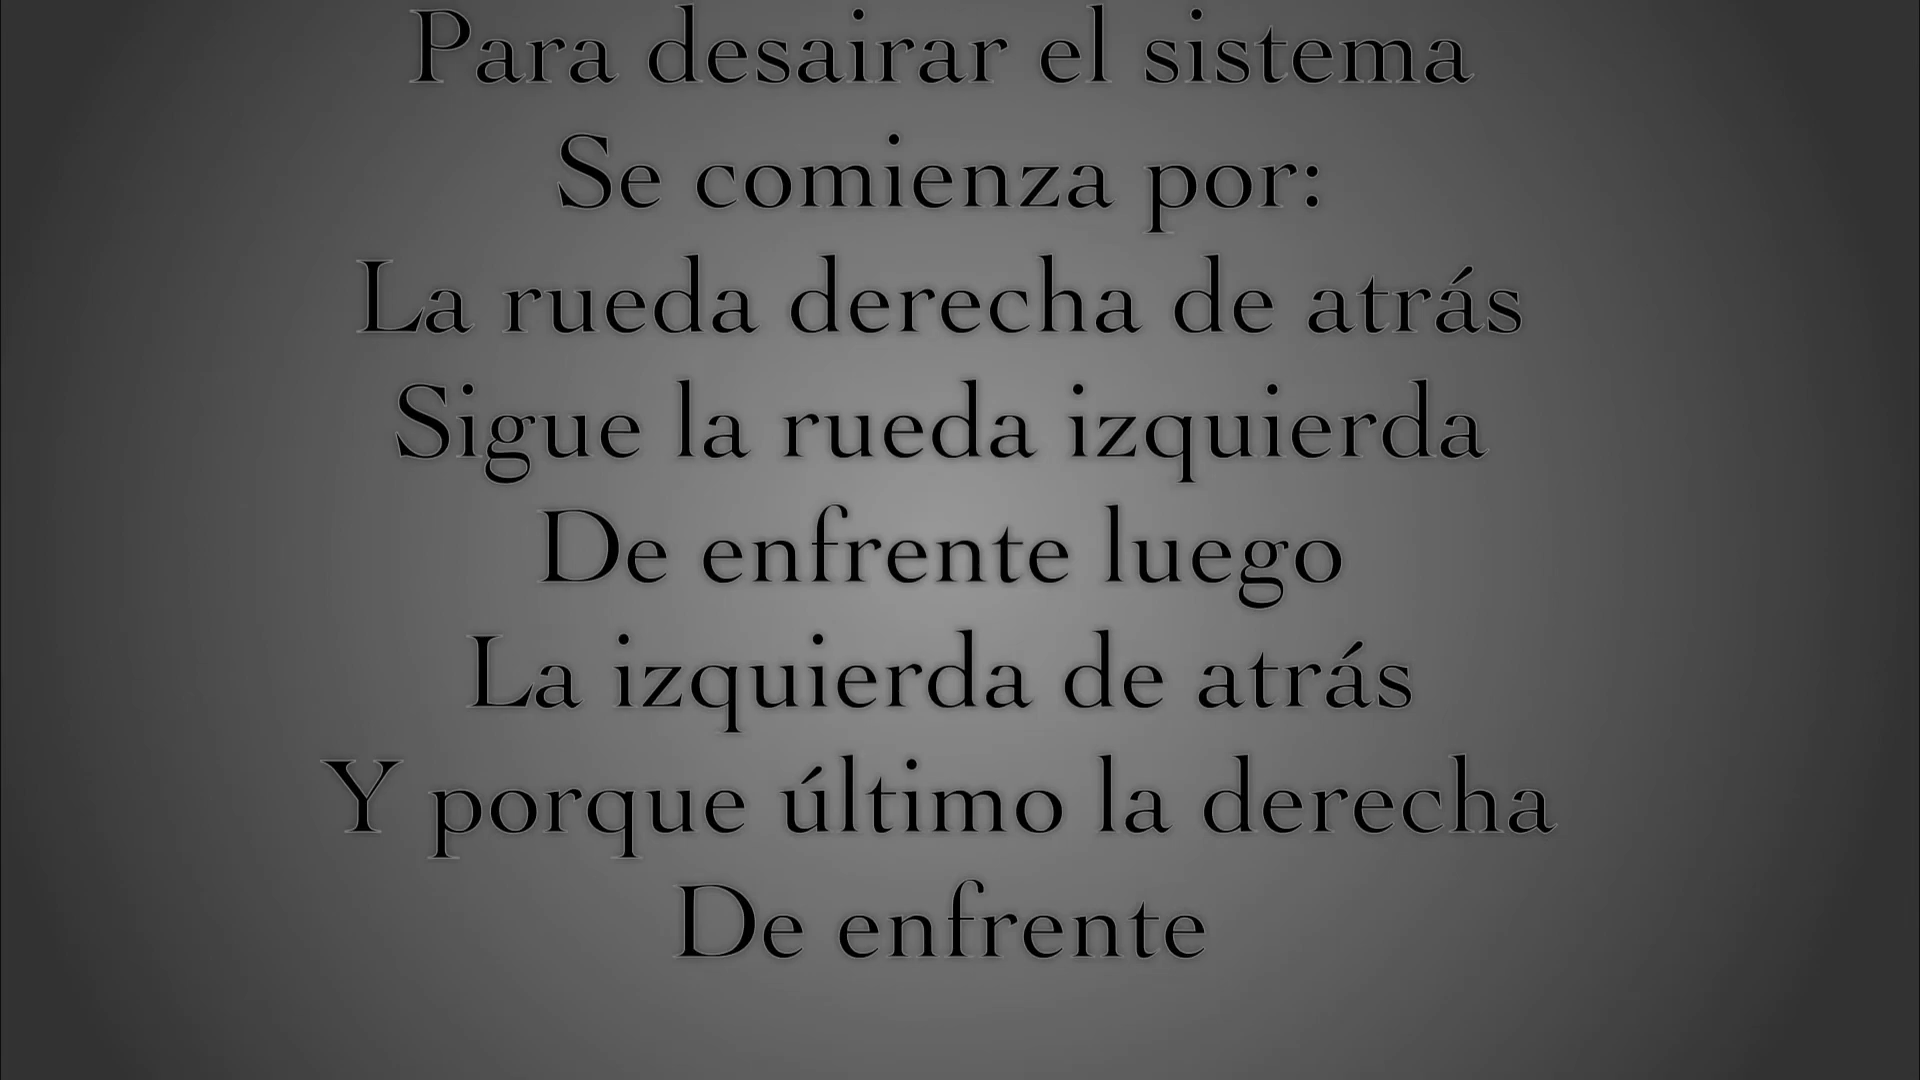 Para desairar el sistema
Se comienza por:
La rueda derecha de atrás
Sigue la rueda izquierda
De enfrente luego
La izquierda de atrás
Y porque último la derecha
De enfrente